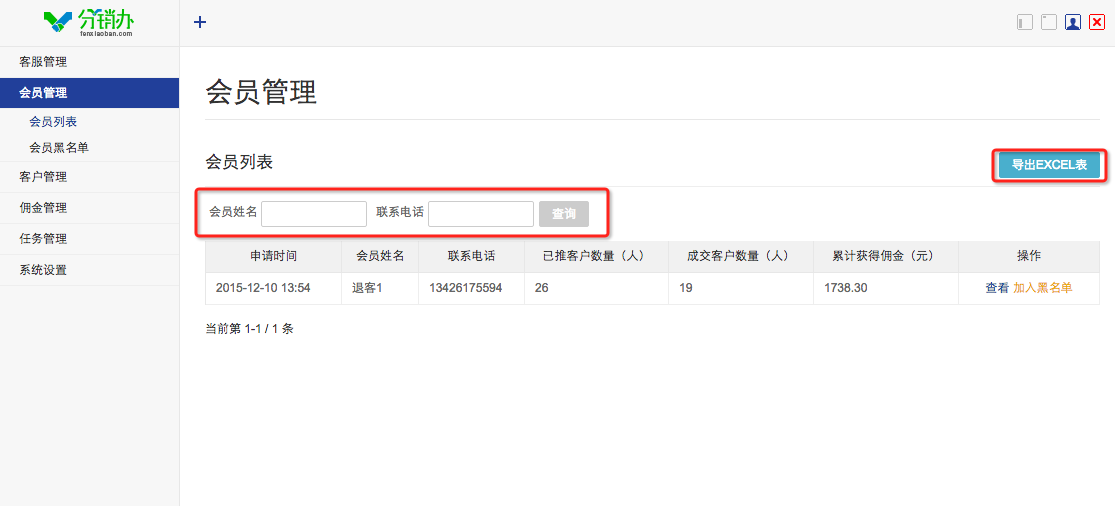 分销办
fenxiaoban.com
+
客服管理
会员管理
会员列表
会员黑名单
客户管理
佣金管理
任务管理
系统设置
会员管理
会员列表
导出EXCEL表
会员姓名 联系电话 查询
申请时间 会员姓名 联系电话 已推客户数量（人） 成交客户数量（人） 累计获得佣金（元） 操作
2015-12-10 13:54 退客1 13426175594 26 19 1738.30 查看 加入黑名单
当前第 1-1 / 1 条